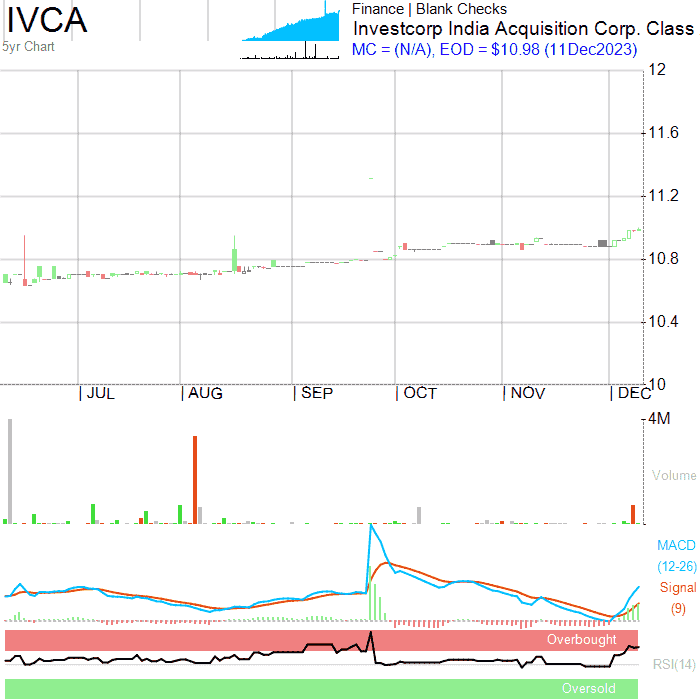 IVCA
5yr Chart
Finance | Blank Checks
Investcorp India Acquisition Corp. Class
MC = (N/A), EOD = $10.98 (11Dec2023)
12
11.6
11.2
10.8
10.4
10
JUL AUG SEP OCT NOV DEC
4M
Volume
MACD
(12-26)
Signal
(9)
Overbought
RSI(14)
Oversold